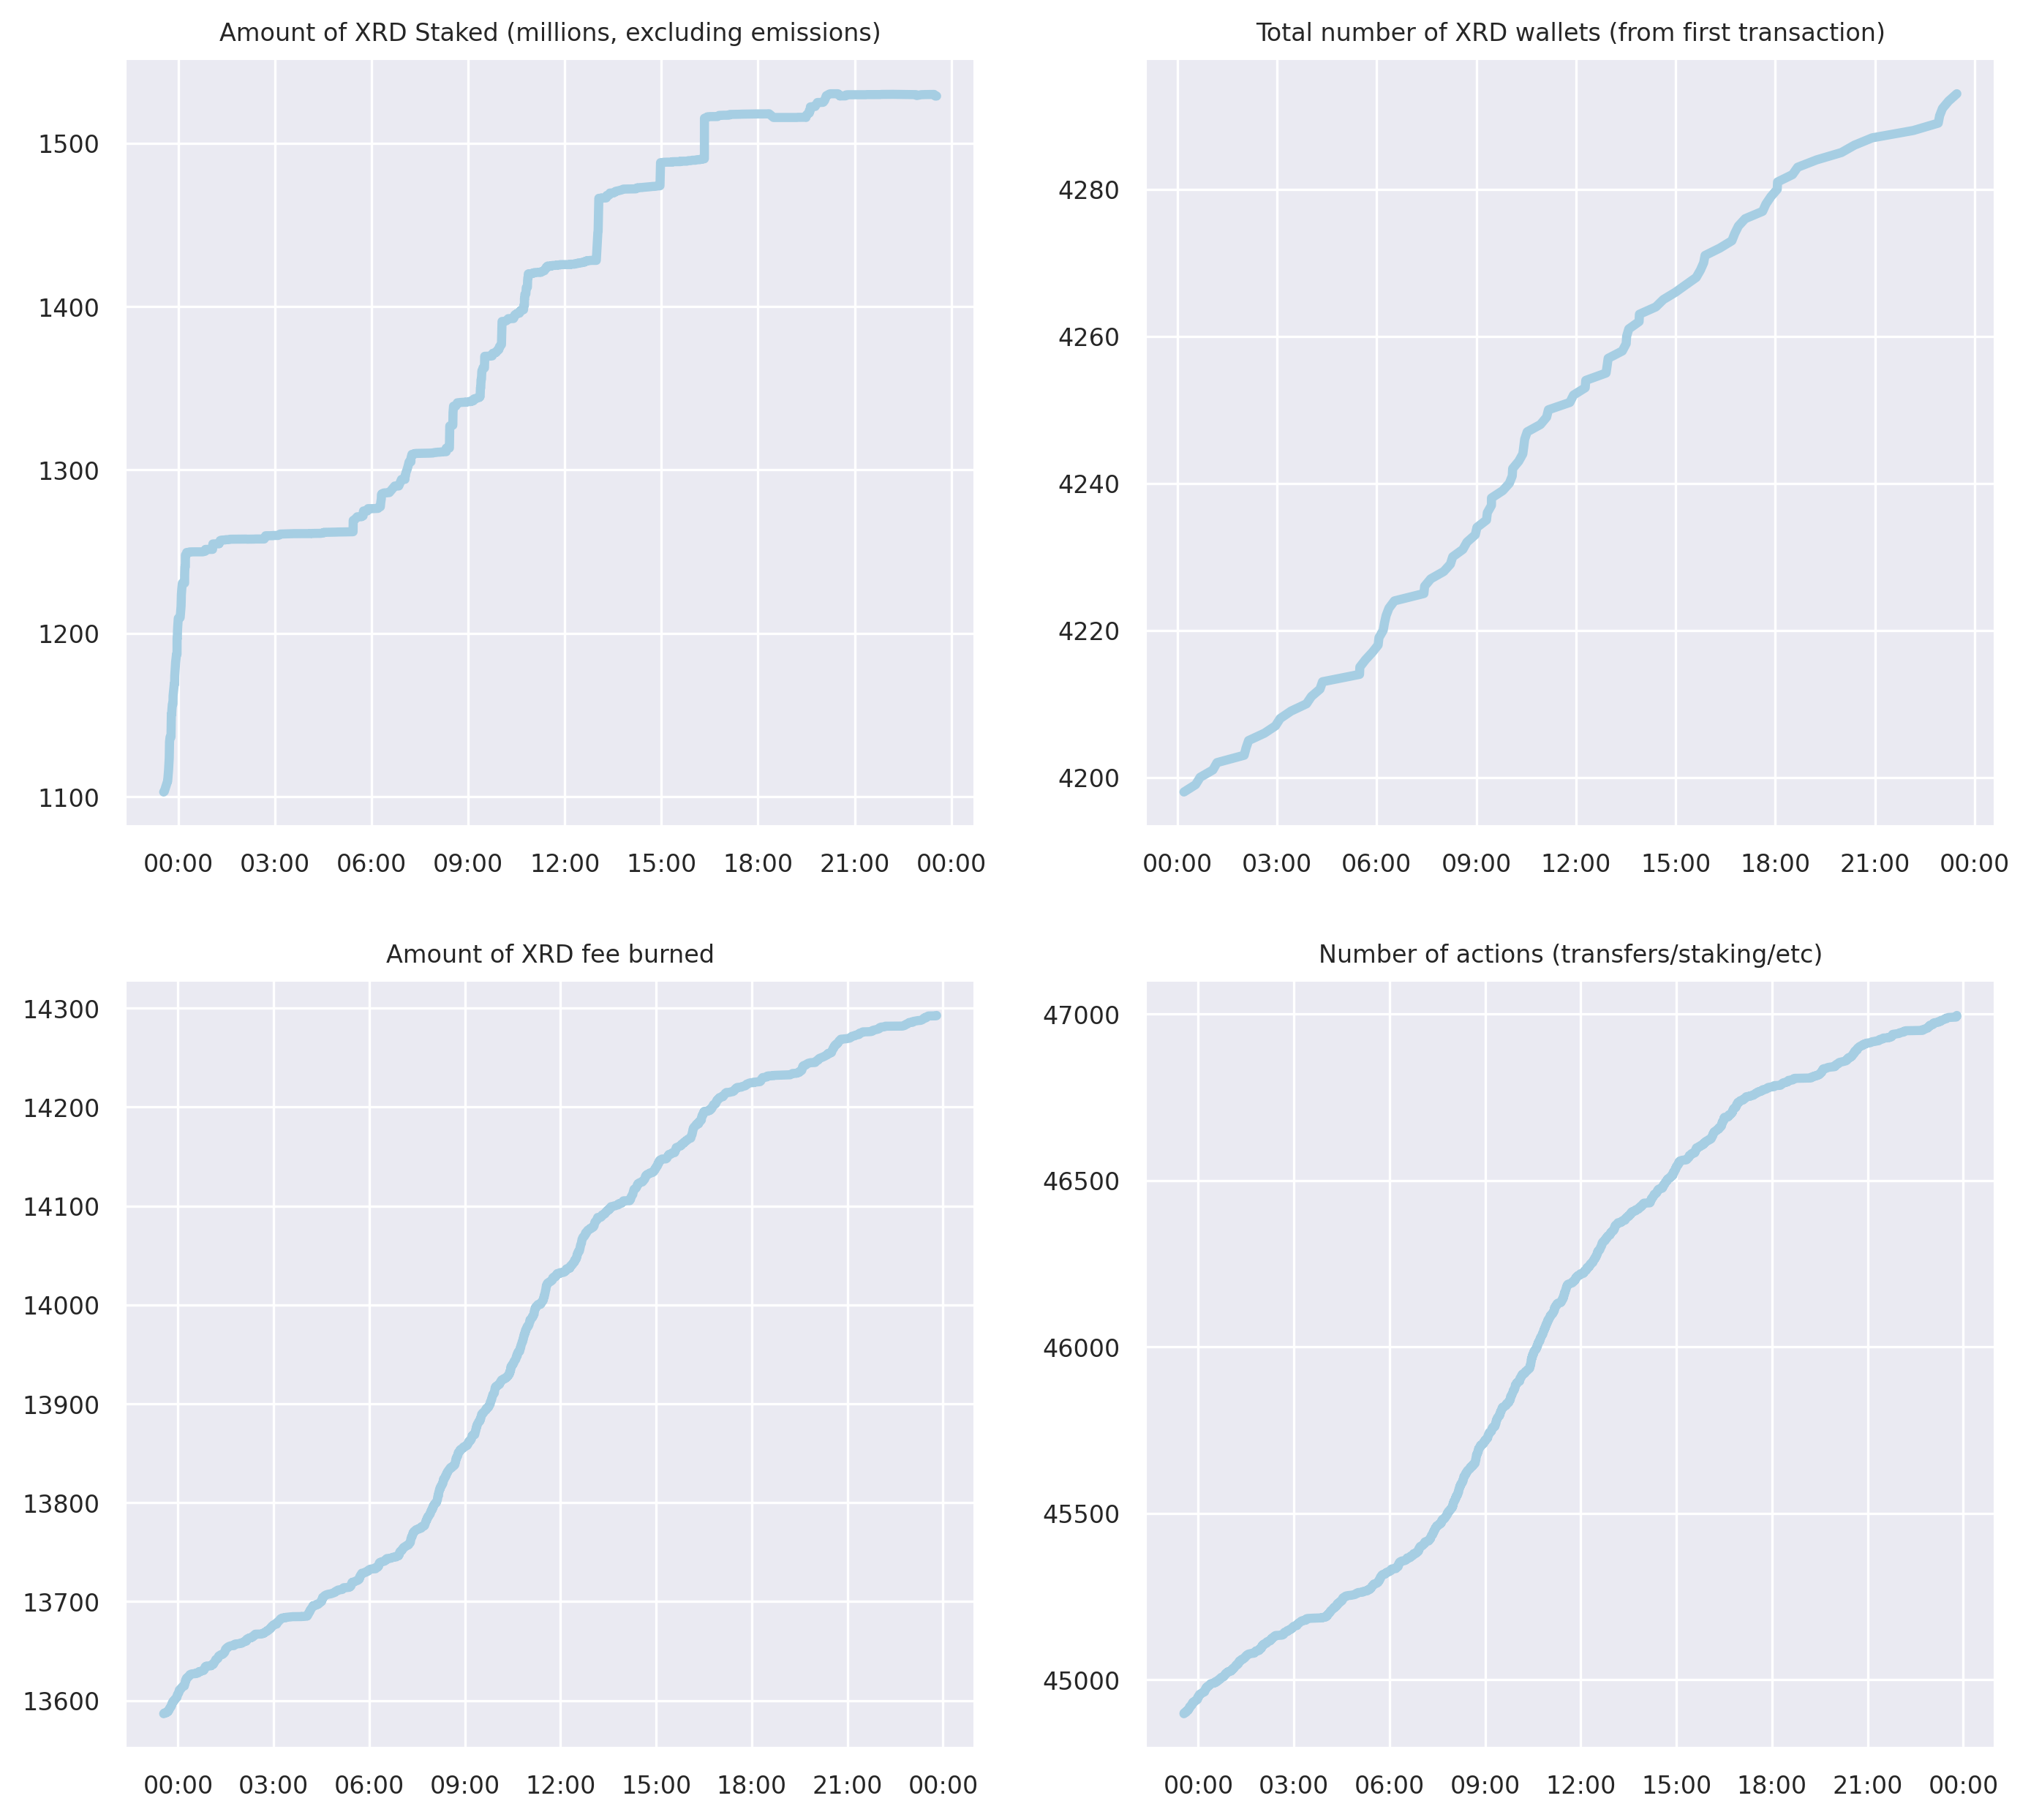 Amount of XRD Staked (millions, excluding emissions)
1500
1400
1300
1200
1100
00:00 03:00 06:00 09:00 12:00 15:00 18:00 21:00 00:00
Total number of XRD wallets (from first transaction)
4280
4260
4240
4220
4200
00:00 03:00 06:00 09:00 12:00 15:00 18:00 21:00 00:00
Amount of XRD fee burned
14300
14200
14100
14000
13900
13800
13700
13600
00:00 03:00 06:00 09:00 12:00 15:00 18:00 21:00 00:00
Number of actions (transfers/staking/etc)
47000
46500
46000
45500
45000
00:00 03:00 06:00 09:00 12:00 15:00 18:00 21:00 00:00